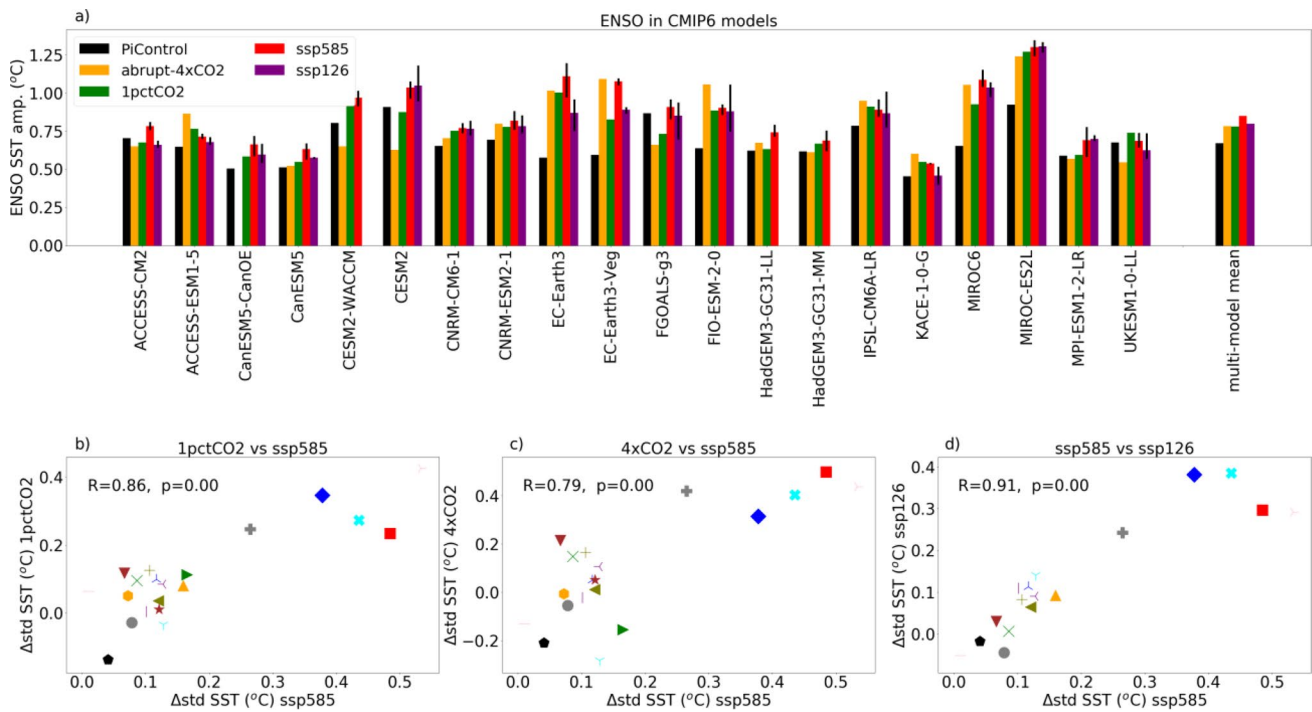 a)
ENSO in CMIP6 models
ENSO SST amp. (°C)
1.25
1.00
0.75
0.50
0.25
0.00
PiControl
abrupt-4xCO2
1pctCO2
ssp585
ssp126
ACCESS-CM2
ACCESS-ESM1-5
CanESM5-CanOE
CanESM5
CESM2-WACCM
CESM2
CNRM-CM6-1
CNRM-ESM2-1
EC-Earth3
EC-Earth3-Veg
FGOALS-g3
FIO-ESM-2-0
HadGEM3-GC31-LL
HadGEM3-GC31-MM
IPSL-CM6A-LR
KACE-1-0-G
MIROC6
MIROC-ES2L
MPI-ESM1-2-LR
UKESM1-0-LL
multi-model mean
b)
1pctCO2 vs ssp585
R=0.86, p=0.00
Δstd SST (°C) 1pctCO2
0.4
0.2
0.0
0.0 0.1 0.2 0.3 0.4 0.5
Δstd SST (°C) ssp585
c)
4xCO2 vs ssp585
R=0.79, p=0.00
Δstd SST (°C) 4xCO2
0.4
0.2
0.0
−0.2
0.0 0.1 0.2 0.3 0.4 0.5
Δstd SST (°C) ssp585
d)
ssp585 vs ssp126
R=0.91, p=0.00
Δstd SST (°C) ssp126
0.4
0.3
0.2
0.1
0.0
0.0 0.1 0.2 0.3 0.4 0.5
Δstd SST (°C) ssp585